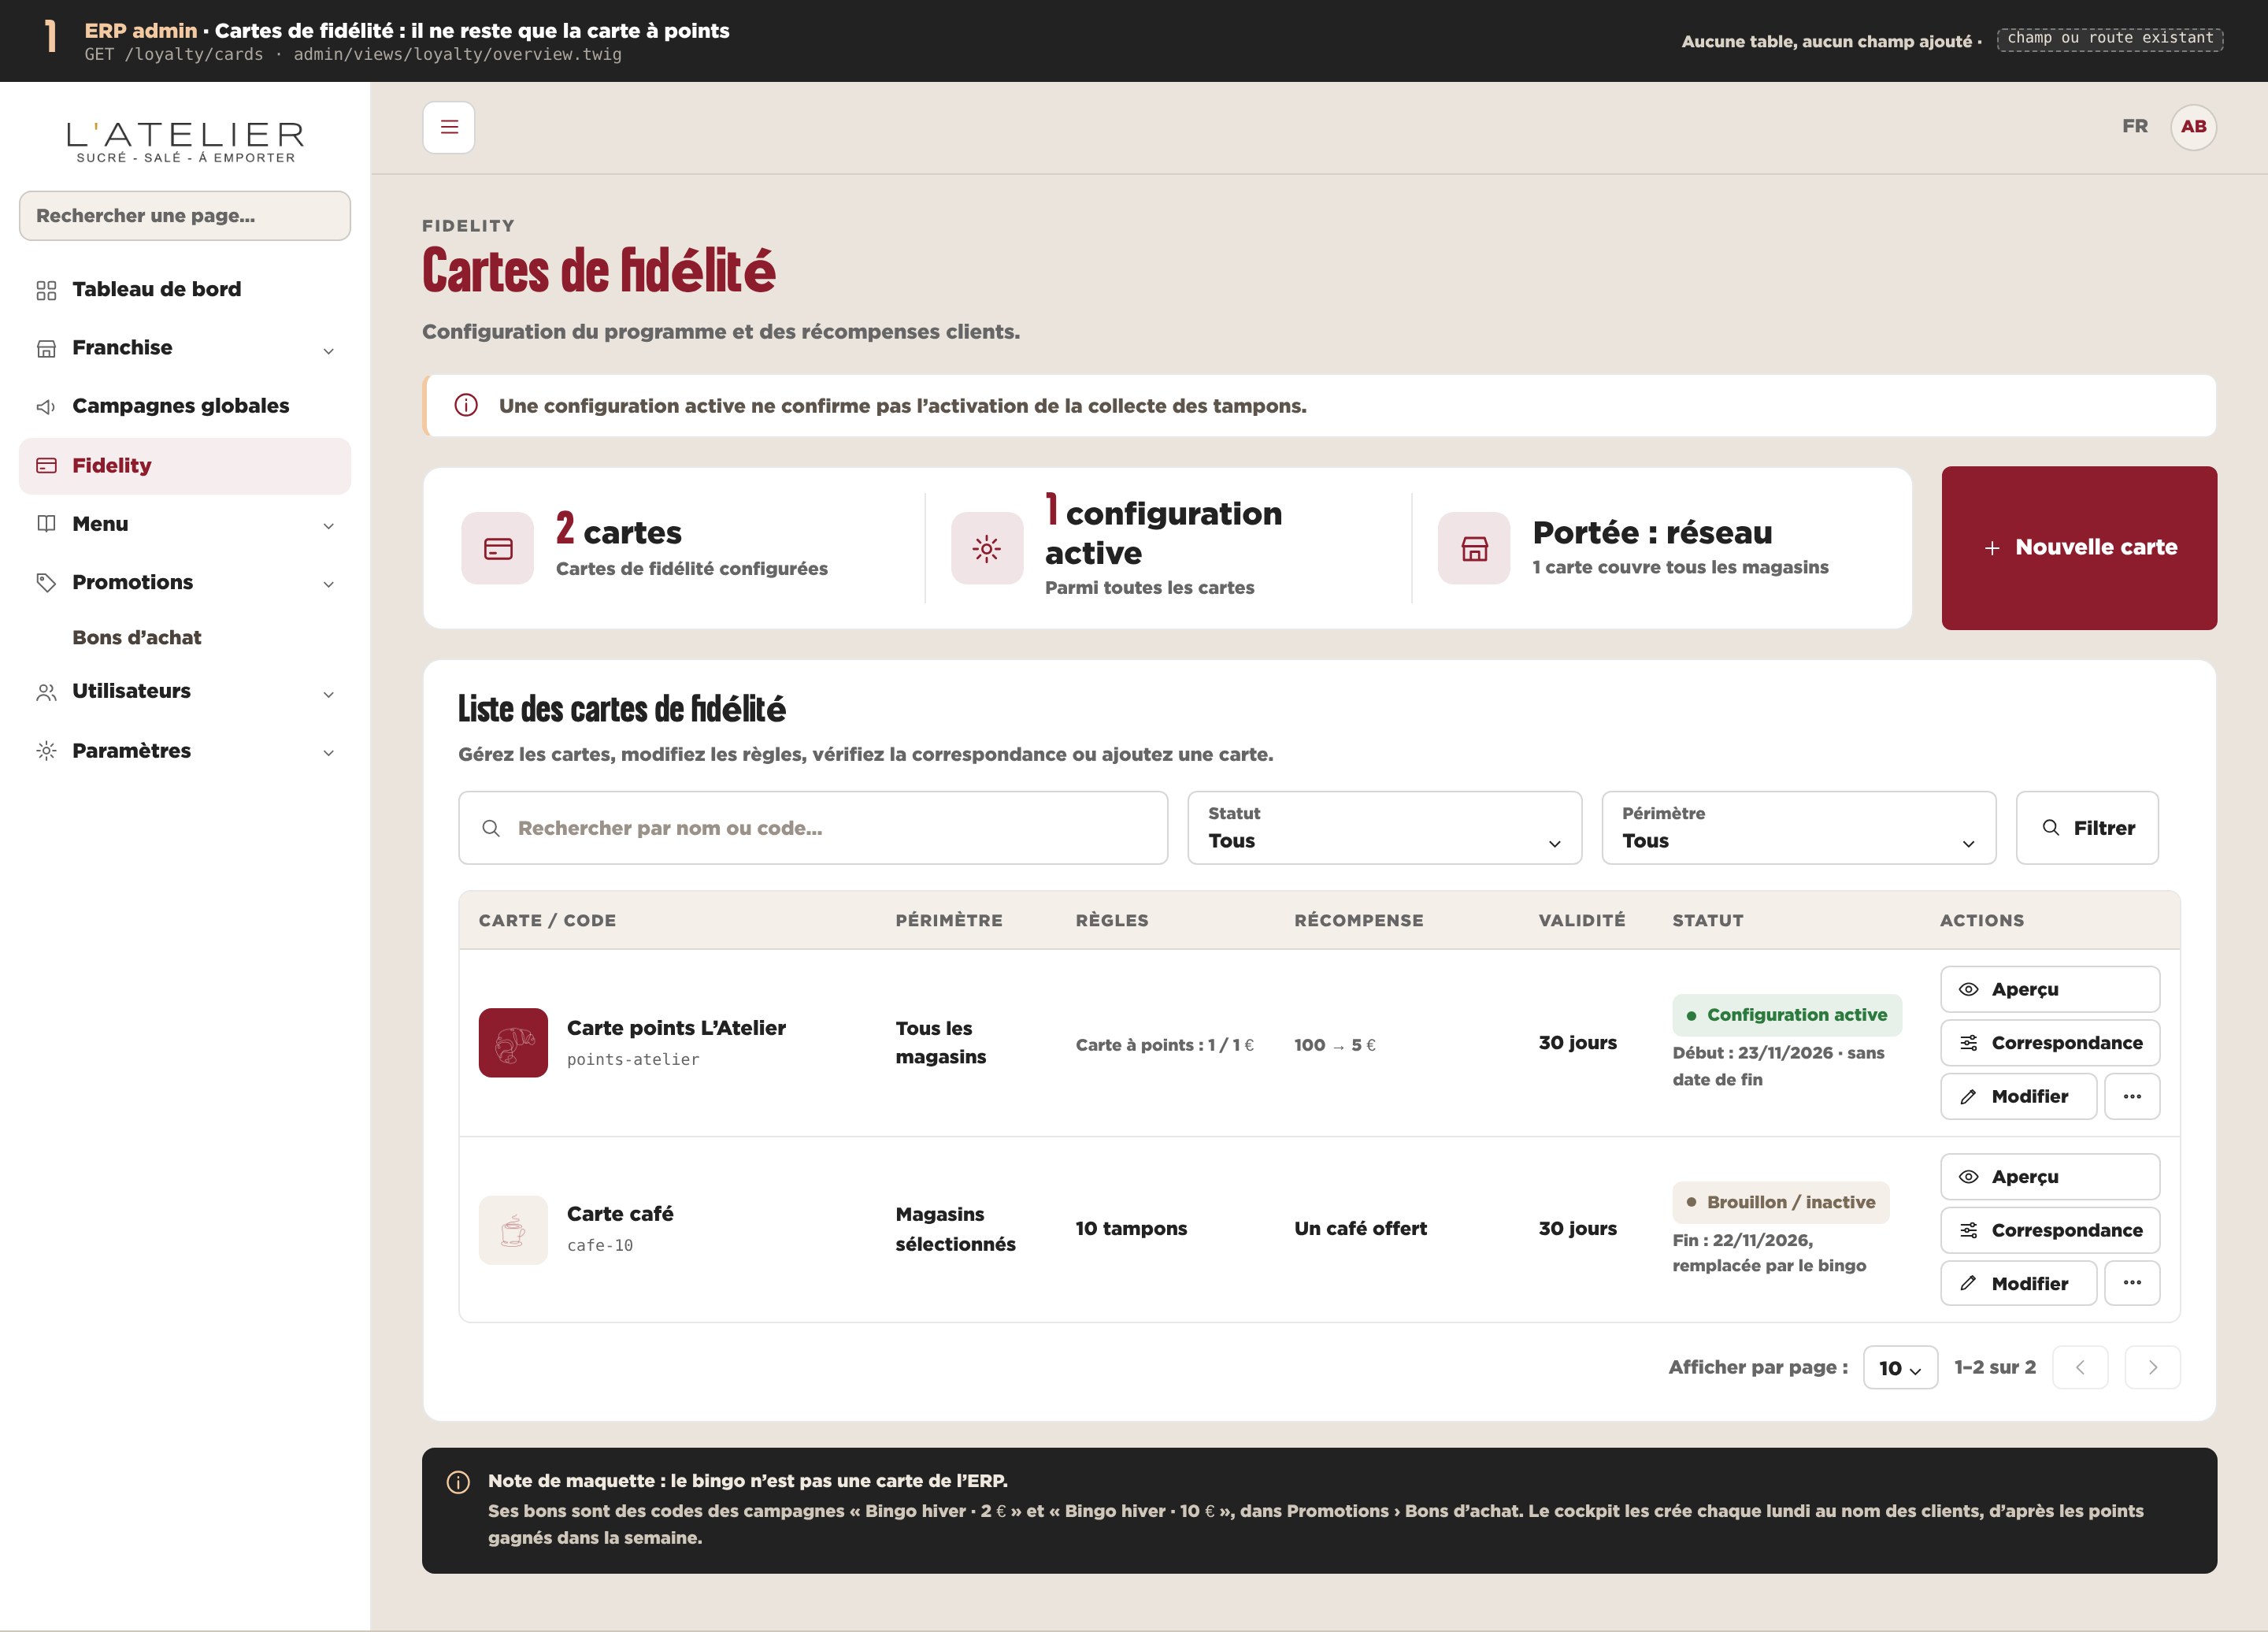 1
ERP admin · Cartes de fidélité : il ne reste que la carte à points
GET /loyalty/cards · admin/views/loyalty/overview.twig
Aucune table, aucun champ ajouté · champ ou route existant
L'ATELIER
SUCRÉ - SALÉ - Á EMPORTER
Rechercher une page...
Tableau de bord
Franchise
Campagnes globales
Fidelity
Menu
Promotions
Bons d’achat
Utilisateurs
Paramètres
FR
AB
FIDELITY
Cartes de fidélité
Configuration du programme et des récompenses clients.
Une configuration active ne confirme pas l’activation de la collecte des tampons.
2 cartes
Cartes de fidélité configurées
1 configuration
active
Parmi toutes les cartes
Portée : réseau
1 carte couvre tous les magasins
+ Nouvelle carte
Liste des cartes de fidélité
Gérez les cartes, modifiez les règles, vérifiez la correspondance ou ajoutez une carte.
Rechercher par nom ou code...
Statut
Tous
Périmètre
Tous
Filtrer
CARTE / CODE PÉRIMÈTRE RÈGLES RÉCOMPENSE VALIDITÉ STATUT ACTIONS
Carte points L’Atelier
points-atelier
Tous les
magasins
Carte à points : 1 / 1 €
100 → 5 €
30 jours
Configuration active
Début : 23/11/2026 · sans
date de fin
Aperçu
Correspondance
Modifier
Carte café
cafe-10
Magasins
sélectionnés
10 tampons
Un café offert
30 jours
Brouillon / inactive
Fin : 22/11/2026,
remplacée par le bingo
Aperçu
Correspondance
Modifier
Afficher par page : 10 1–2 sur 2
Note de maquette : le bingo n’est pas une carte de l’ERP.
Ses bons sont des codes des campagnes « Bingo hiver · 2 € » et « Bingo hiver · 10 € », dans Promotions › Bons d’achat. Le cockpit les crée chaque lundi au nom des clients, d’après les points
gagnés dans la semaine.